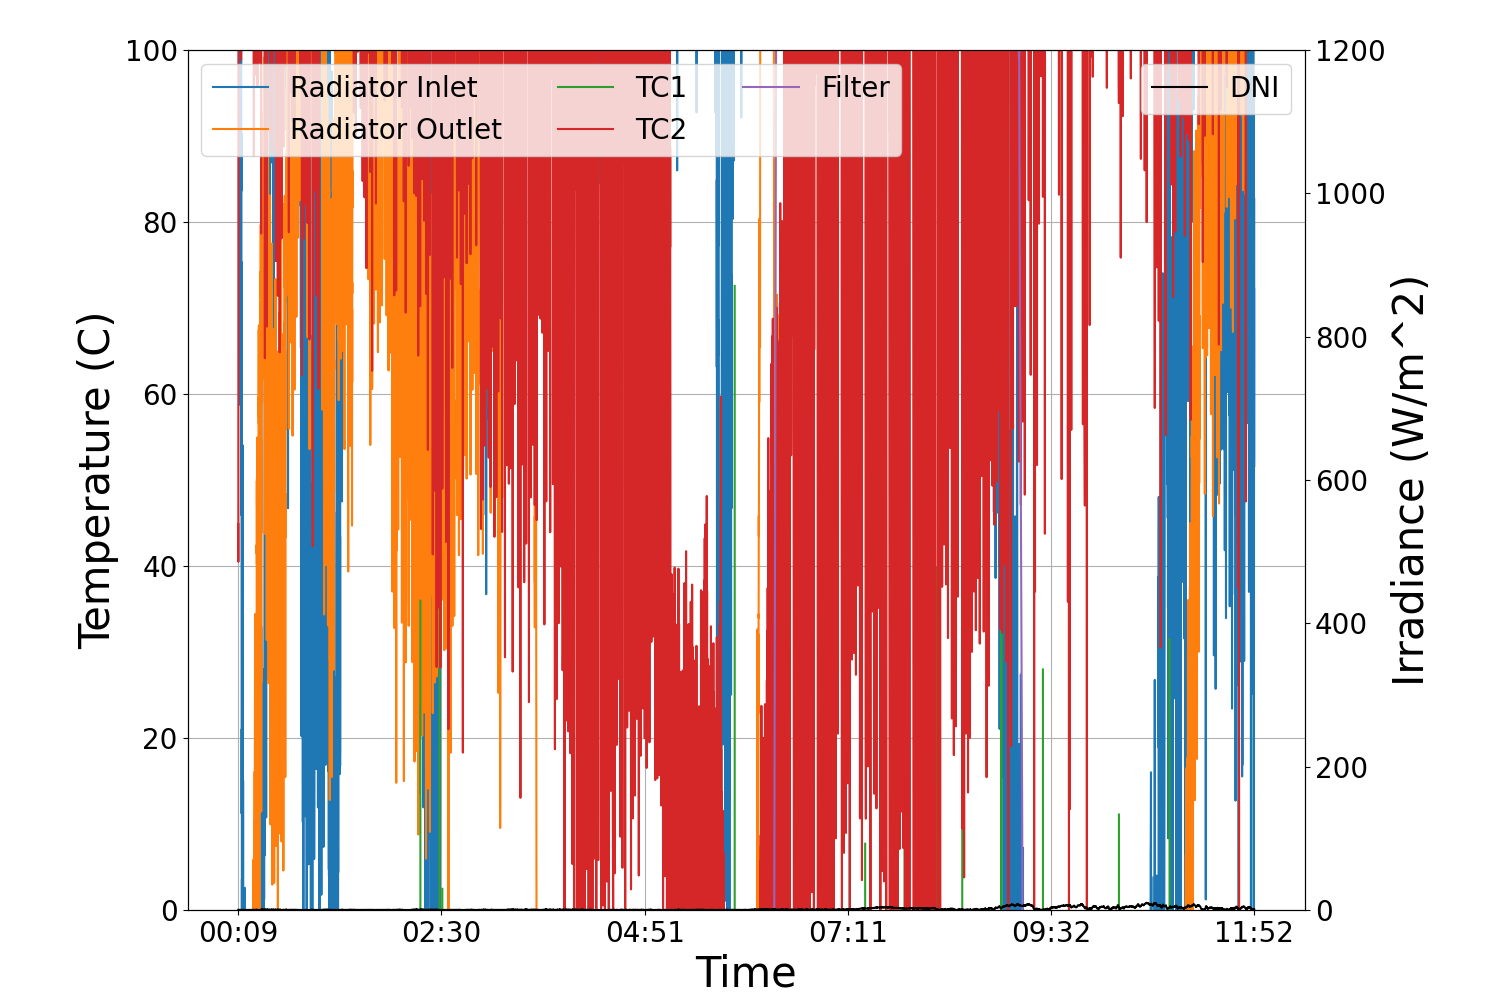 100
80
60
40
20
0
Temperature (C)
Radiator Inlet
Radiator Outlet
TC1
TC2
Filter
DNI
1200
1000
800
600
400
200
0
Irradiance (W/m^2)
00:09
02:30
04:51
07:11
09:32
11:52
Time